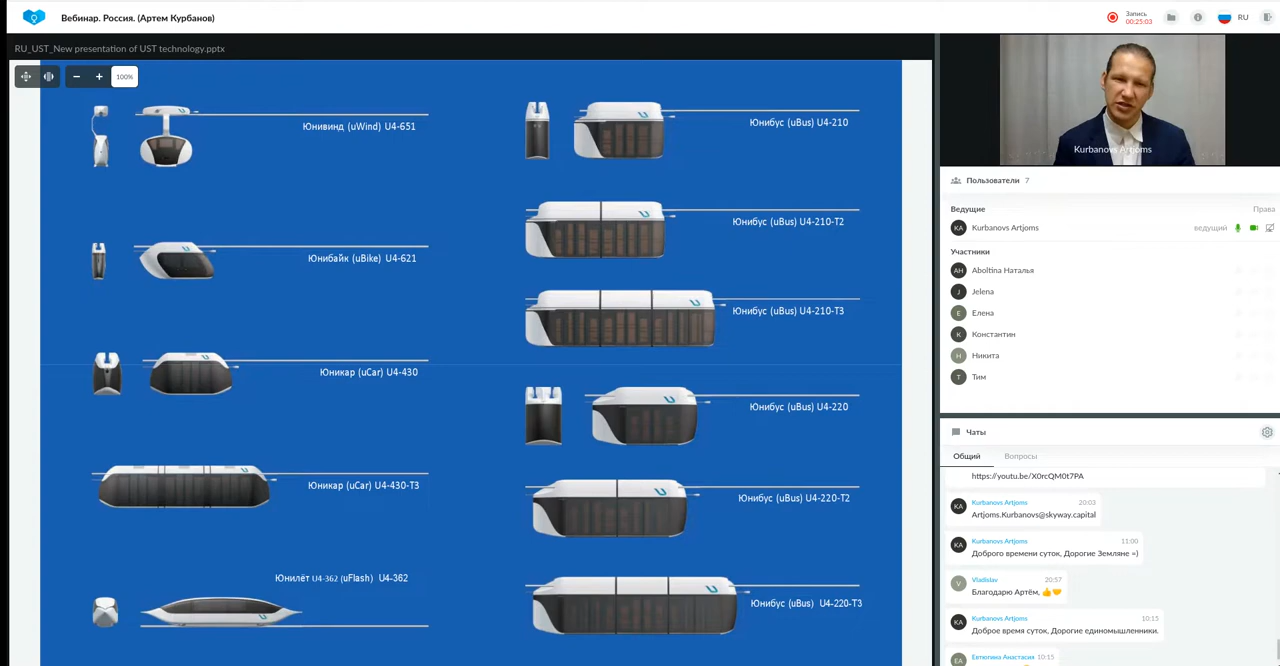 Вебинар. Россия. (Артем Курбанов)
Запись
00:25:03
RU
RU_UST_New presentation of UST technology.pptx
100%
Юнивинд (uWind) U4-651
Юнибайк (uBike) U4-621
Юникар (uCar) U4-430
Юникар (uCar) U4-430-T3
Юнилёт U4-362 (uFlash) U4-362
Юнибус (uBus) U4-210
Юнибус (uBus) U4-210-T2
Юнибус (uBus) U4-210-T3
Юнибус (uBus) U4-220
Юнибус (uBus) U4-220-T2
Юнибус (uBus) U4-220-T3
Kurbanovs Artjoms
Пользователи 7
Ведущие Права
KA Kurbanovs Artjoms ведущий
Участники
AH Aboltina Наталья
J Jelena
Е Елена
К Константин
Н Никита
Т Тим
Чаты
Общий Вопросы
https://youtu.be/X0rcQM0t7PA
KA Kurbanovs Artjoms 20:03
Artjoms.Kurbanovs@skyway.capital
KA Kurbanovs Artjoms 11:00
Доброго времени суток, Дорогие Земляне =)
V Vladislav 20:57
Благодарю Артём, 👍🧡
KA Kurbanovs Artjoms 10:15
Доброе время суток, Дорогие единомышленники.
ЕА Евтюгина Анастасия 10:15